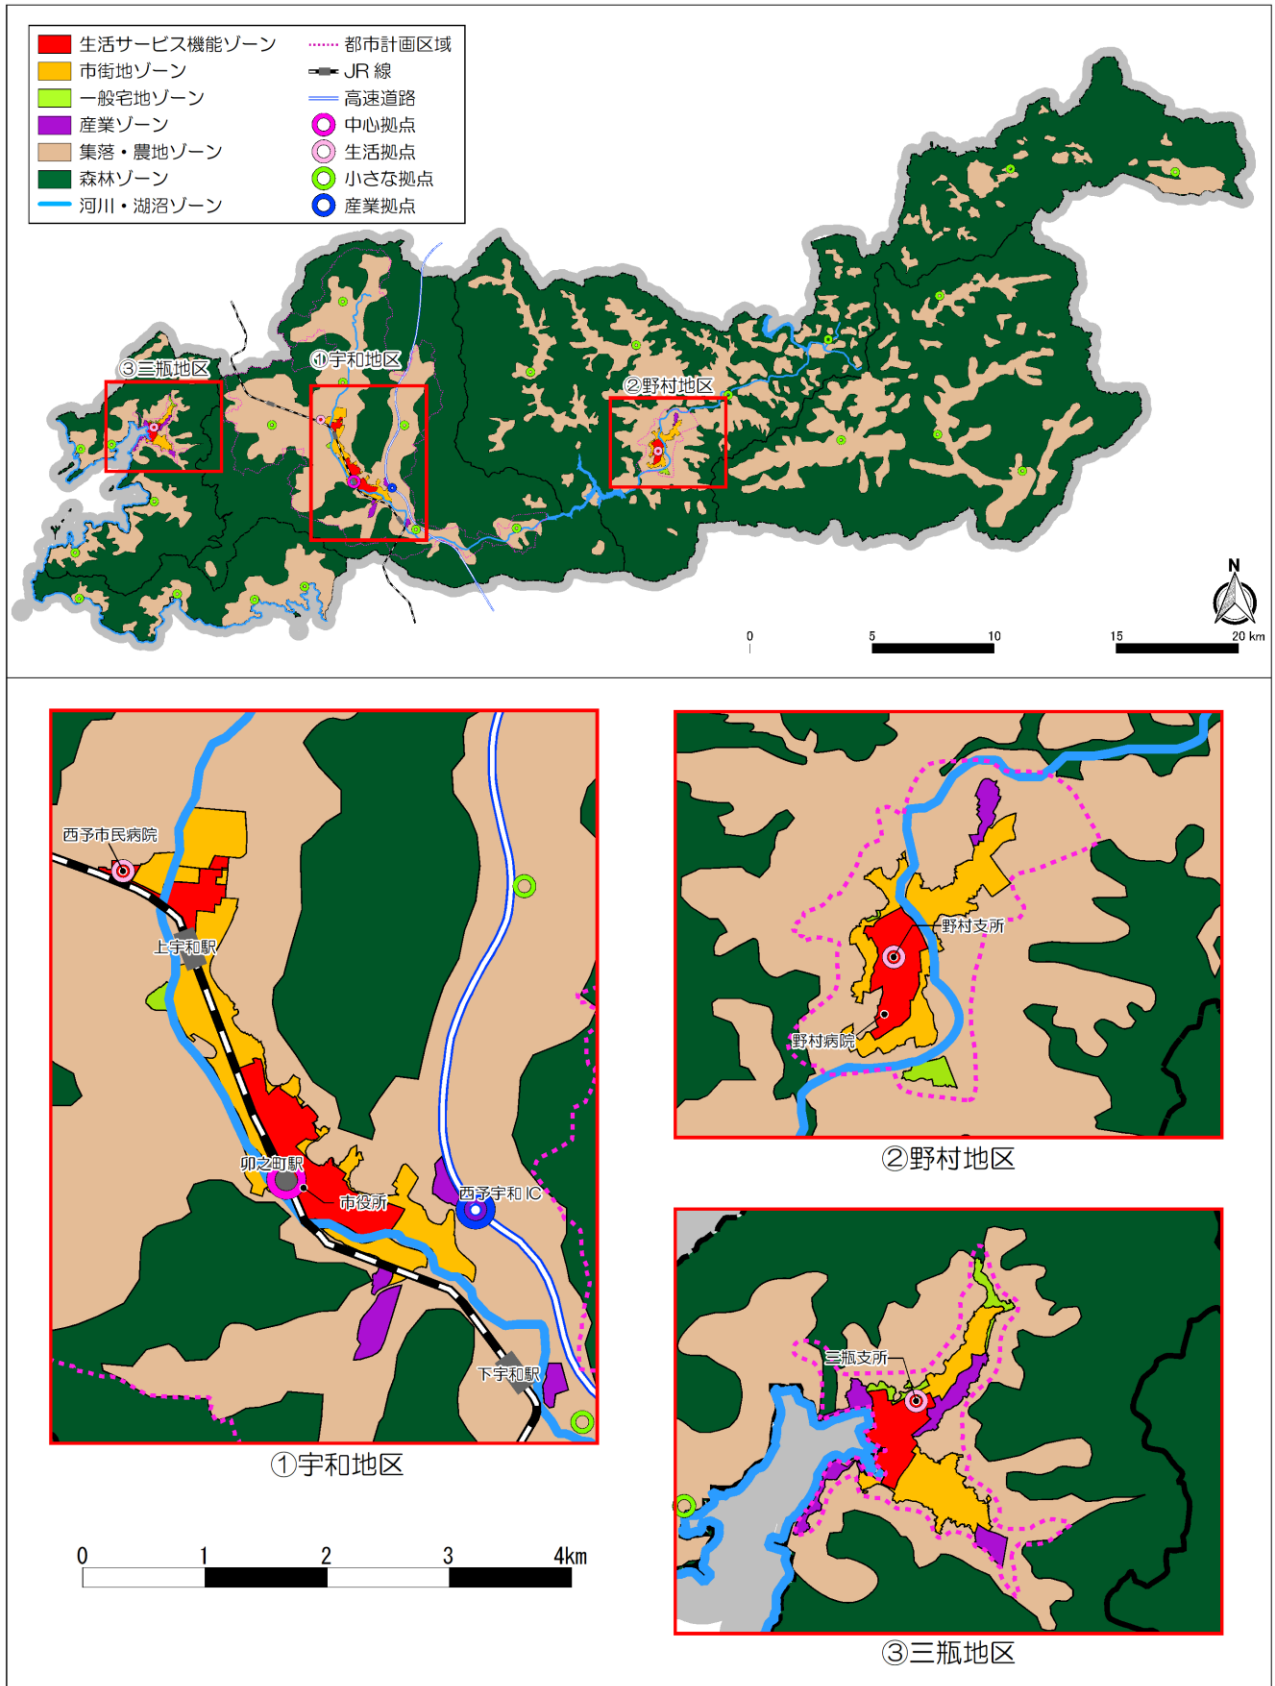 生活サービス機能ゾーン
市街地ゾーン
一般宅地ゾーン
産業ゾーン
集落・農地ゾーン
森林ゾーン
河川・湖沼ゾーン
都市計画区域
JR 線
高速道路
中心拠点
生活拠点
小さな拠点
産業拠点
③三瓶地区
①宇和地区
②野村地区
N
0 5 10 15 20 km
西予市民病院
上宇和駅
卯之町駅
市役所
西予宇和 IC
下宇和駅
①宇和地区
0 1 2 3 4km
野村支所
野村病院
②野村地区
三瓶支所
③三瓶地区